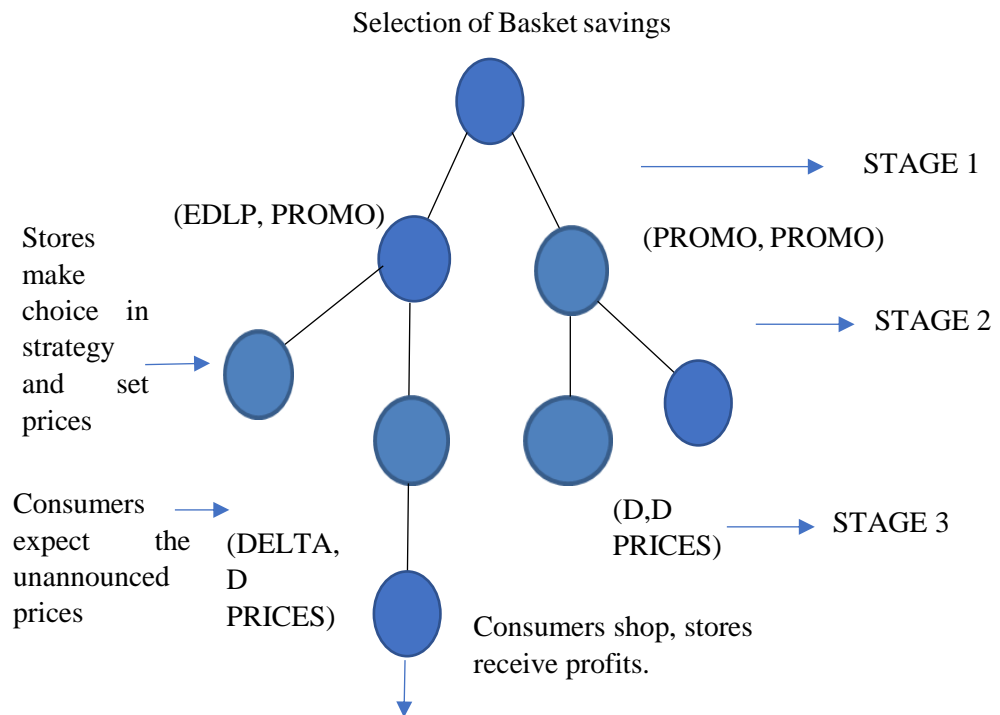 Selection of Basket savings
STAGE 1
(EDLP, PROMO)
(PROMO, PROMO)
Stores
make
choice in
strategy
and set
prices
STAGE 2
Consumers
expect the
unannounced
prices
(DELTA,
D
PRICES)
(D,D
PRICES)
STAGE 3
Consumers shop, stores
receive profits.